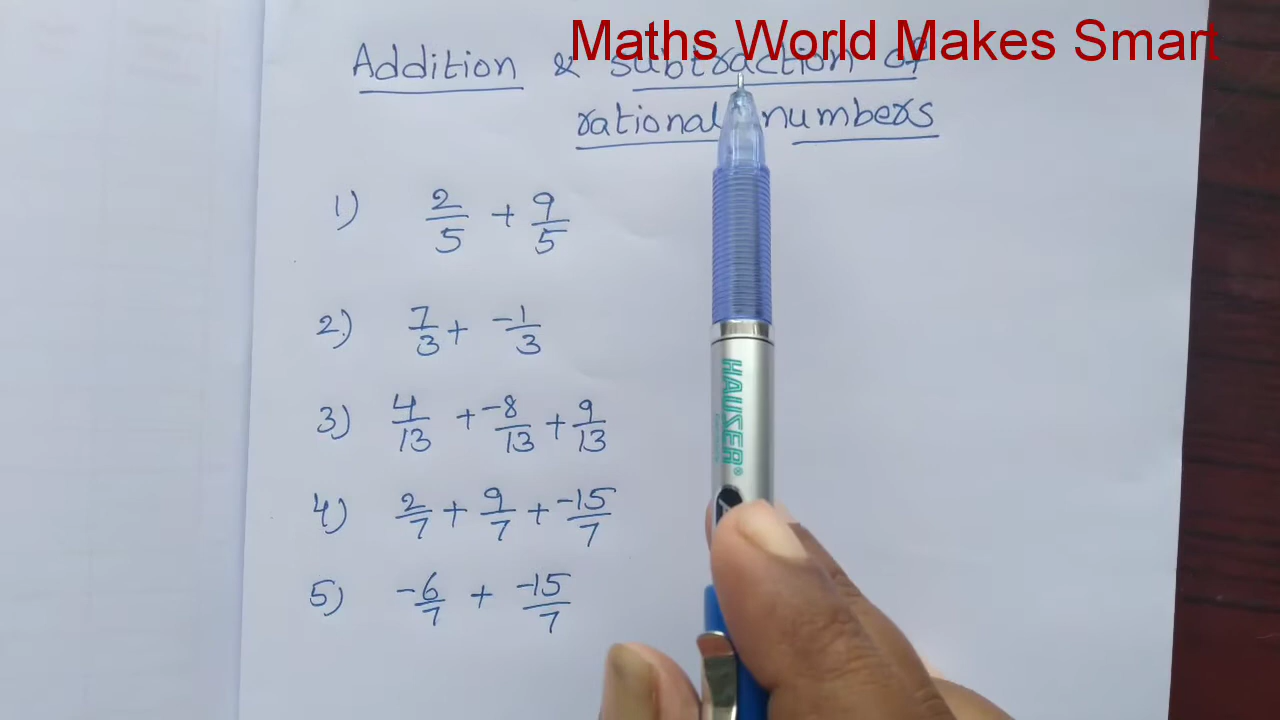 Maths World Makes Smart
Addition & subtraction of
rational numbers
1) 2/5 + 9/5
2) 7/3 + -1/3
3) 4/13 + -8/13 + 9/13
4) 2/7 + 9/7 + -15/7
5) -6/7 + -15/7
HAUSER